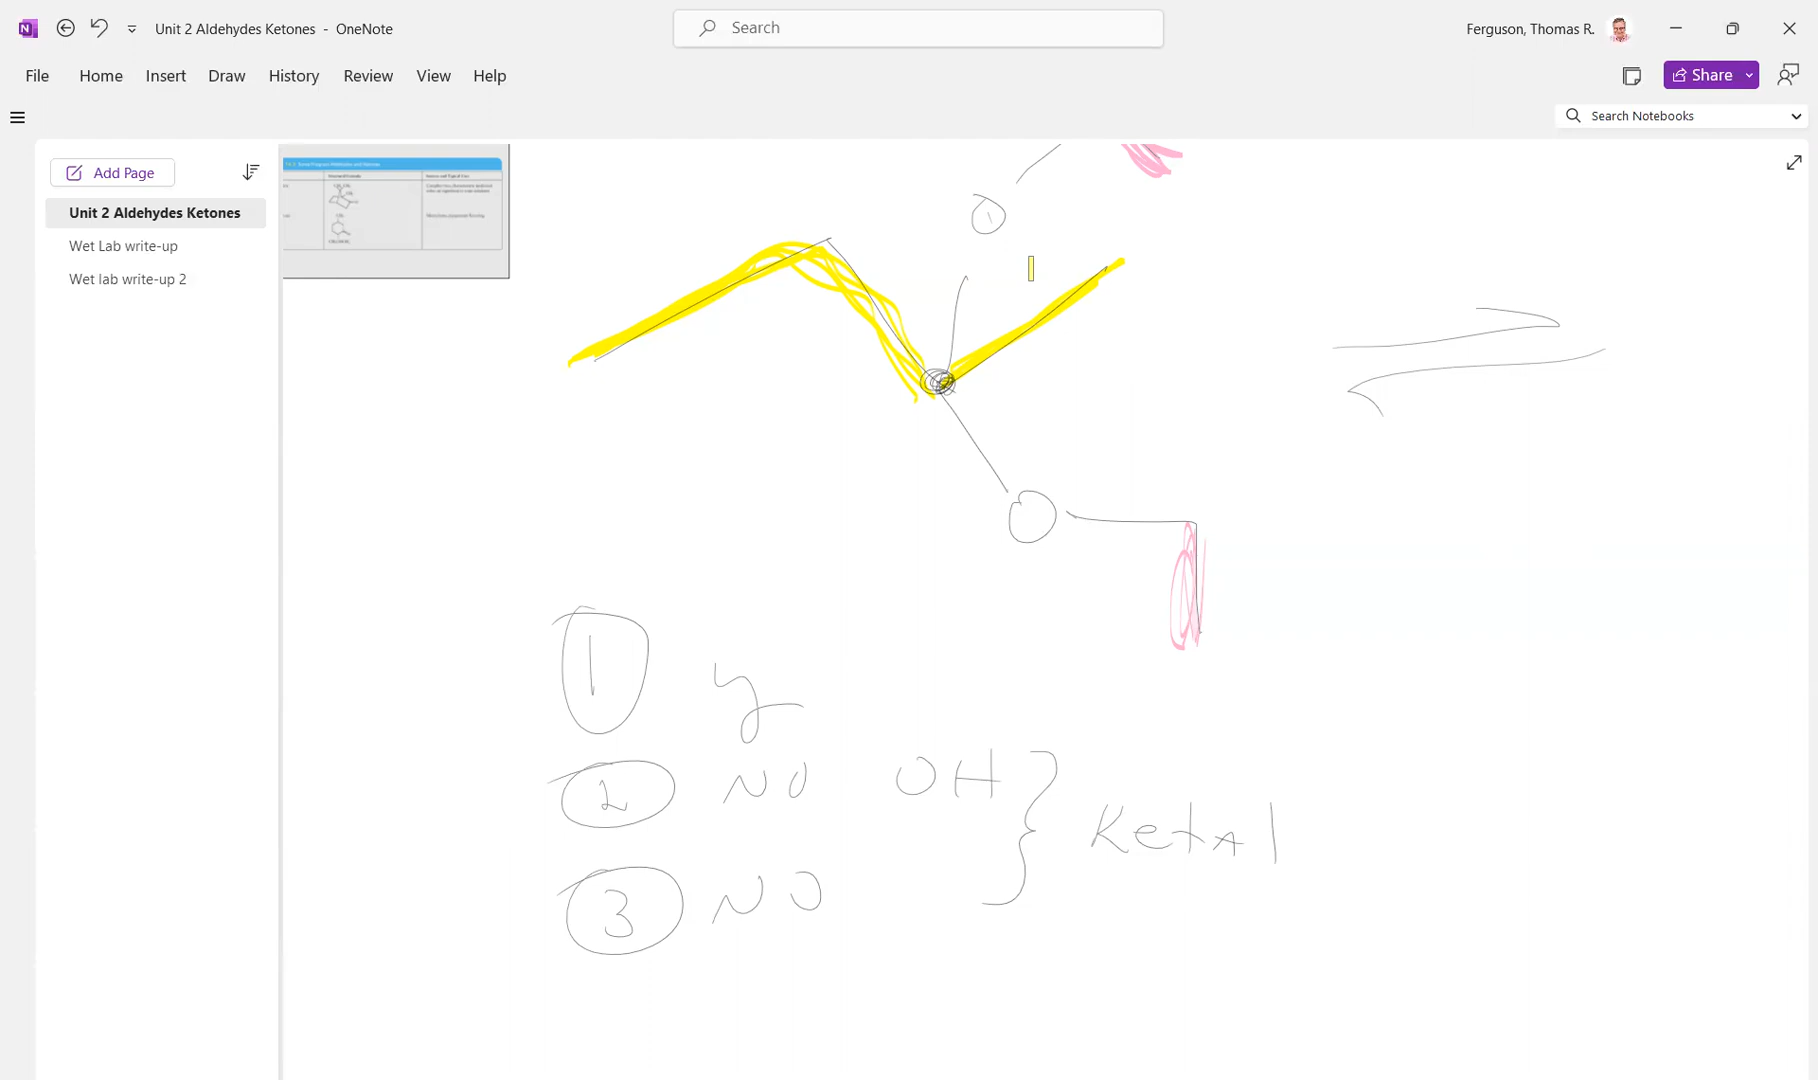 Unit 2 Aldehydes Ketones - OneNote
Search
Ferguson, Thomas R.
File Home Insert Draw History Review View Help
Share
Search Notebooks
Add Page
Unit 2 Aldehydes Ketones
Wet Lab write-up
Wet lab write-up 2
O
O
1 y
2 NO OH
Ketal
3 NO